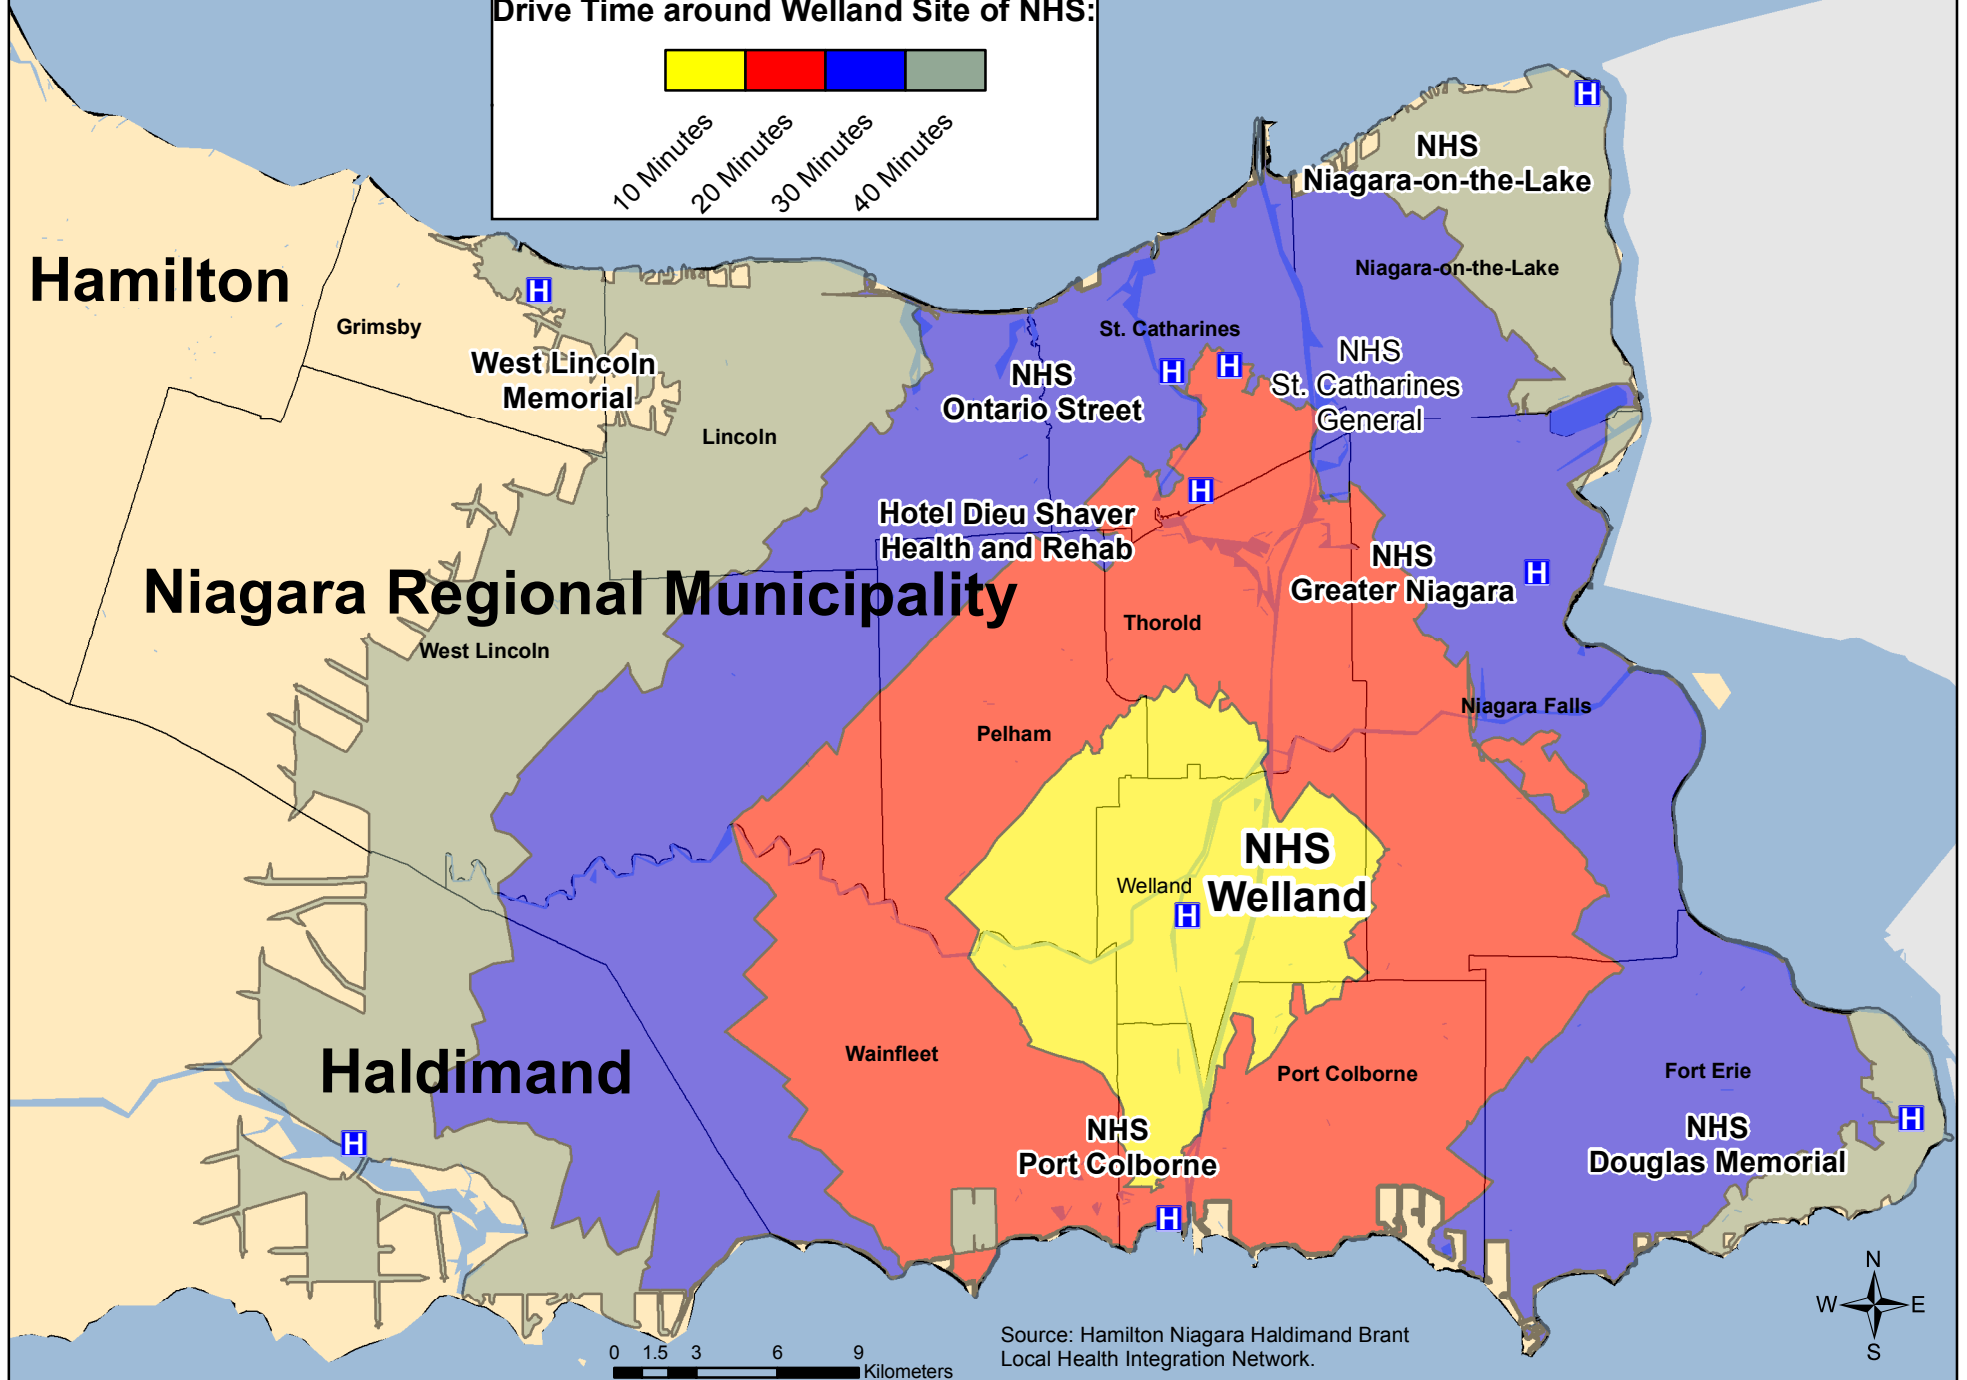 Drive Time around Welland Site of NHS:
10 Minutes
20 Minutes
30 Minutes
40 Minutes
H
NHS
Niagara-on-the-Lake
Hamilton
H
Niagara-on-the-Lake
Grimsby
St. Catharines
West Lincoln
Memorial
NHS
Ontario Street
H
H
NHS
St. Catharines
General
Lincoln
H
Hotel Dieu Shaver
Health and Rehab
NHS
Greater Niagara
H
Niagara Regional Municipality
Thorold
West Lincoln
Niagara Falls
Pelham
NHS
Welland
Welland
H
Haldimand
Wainfleet
Port Colborne
Fort Erie
H
NHS
Port Colborne
NHS
Douglas Memorial
H
H
N
W E
S
0 1.5 3 6 9
Kilometers
Source: Hamilton Niagara Haldimand Brant
Local Health Integration Network.